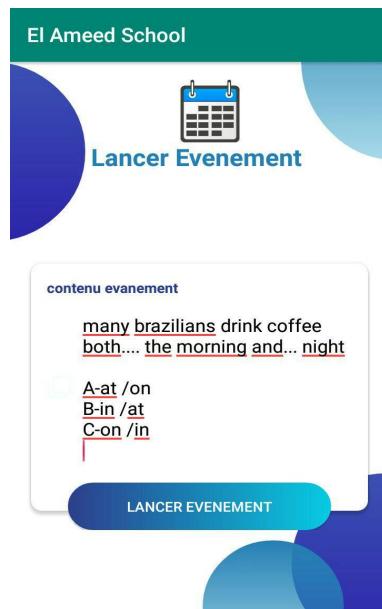 El Ameed School
Lancer Evenement
contenu evanement
many brazilians drink coffee
both.... the morning and... night
A-at /on
B-in /at
C-on /in
LANCER EVENEMENT